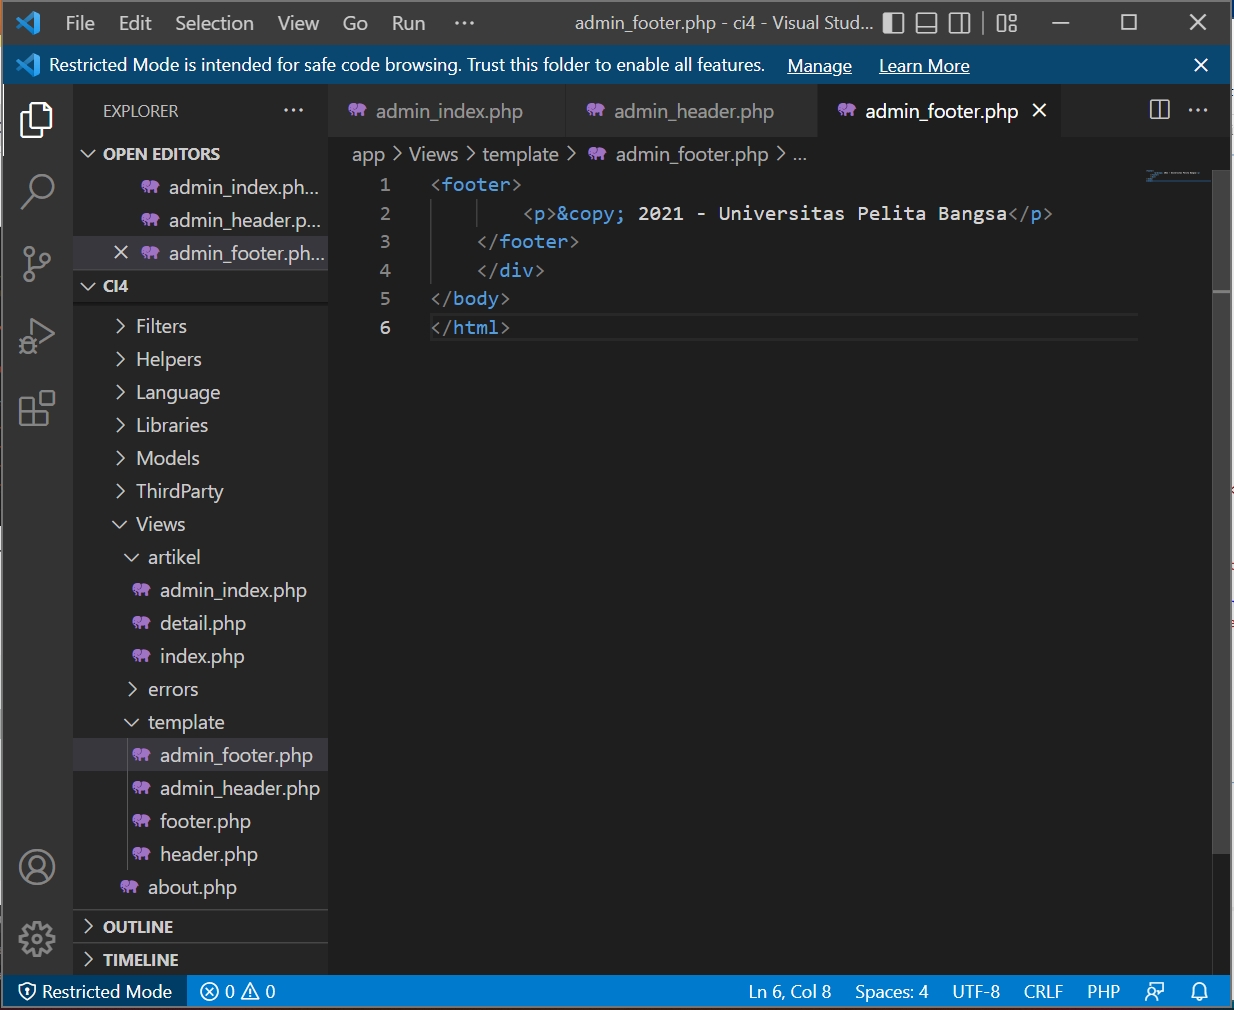 File Edit Selection View Go Run ··· admin_footer.php - ci4 - Visual Stud...
Restricted Mode is intended for safe code browsing. Trust this folder to enable all features. Manage Learn More
EXPLORER ···
OPEN EDITORS
admin_index.ph...
admin_header.p...
admin_footer.ph...
CI4
Filters
Helpers
Language
Libraries
Models
ThirdParty
Views
artikel
admin_index.php
detail.php
index.php
errors
template
admin_footer.php
admin_header.php
footer.php
header.php
about.php
OUTLINE
TIMELINE
admin_index.php admin_header.php admin_footer.php ···
app > Views > template > admin_footer.php > ...
1 <footer>
2 <p>&copy; 2021 - Universitas Pelita Bangsa</p>
3 </footer>
4 </div>
5 </body>
6 </html>
Restricted Mode 0 0 Ln 6, Col 8 Spaces: 4 UTF-8 CRLF PHP